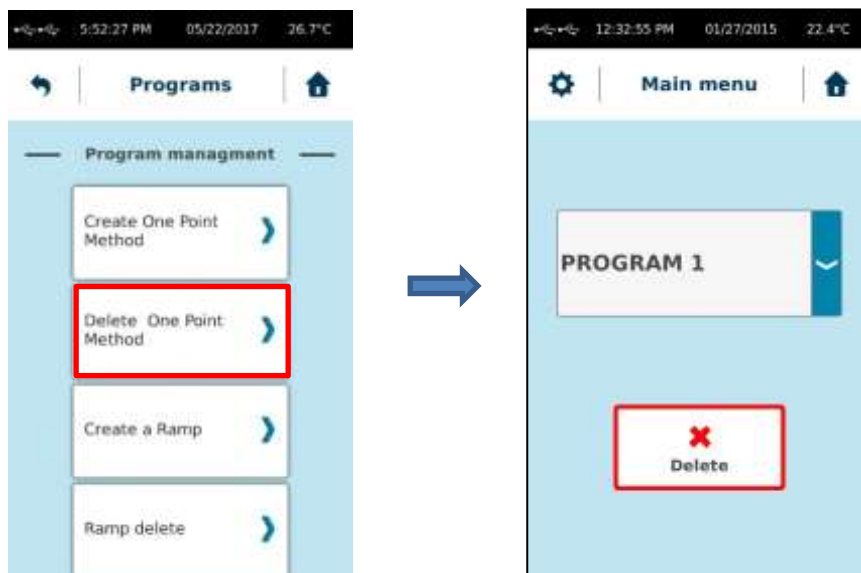 5:52:27 PM 05/22/2017 26.7°C
Programs
Program managment
Create One Point
Method
Delete One Point
Method
Create a Ramp
Ramp delete
12:32:55 PM 01/27/2015 22.4°C
Main menu
PROGRAM 1
Delete